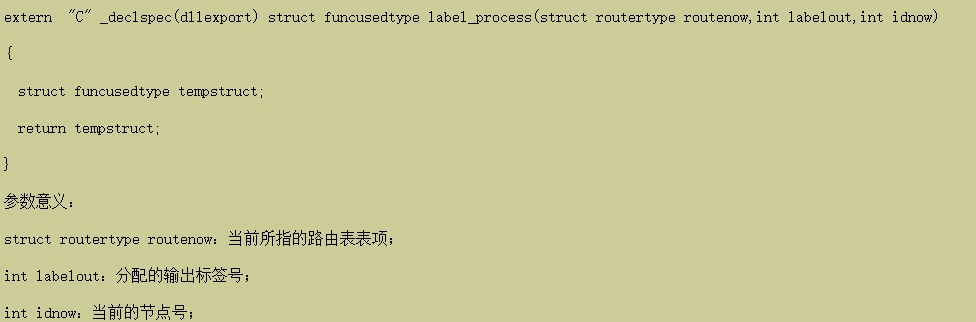 extern  "C" _declspec(dllexport) struct funcusedtype label_process(struct routertype routenow,int labelout,int idnow)
{
struct funcusedtype tempstruct;
return tempstruct;
}
参数意义：
struct routertype routenow：当前所指的路由表表项；
int labelout：分配的输出标签号；
int idnow：当前的节点号；